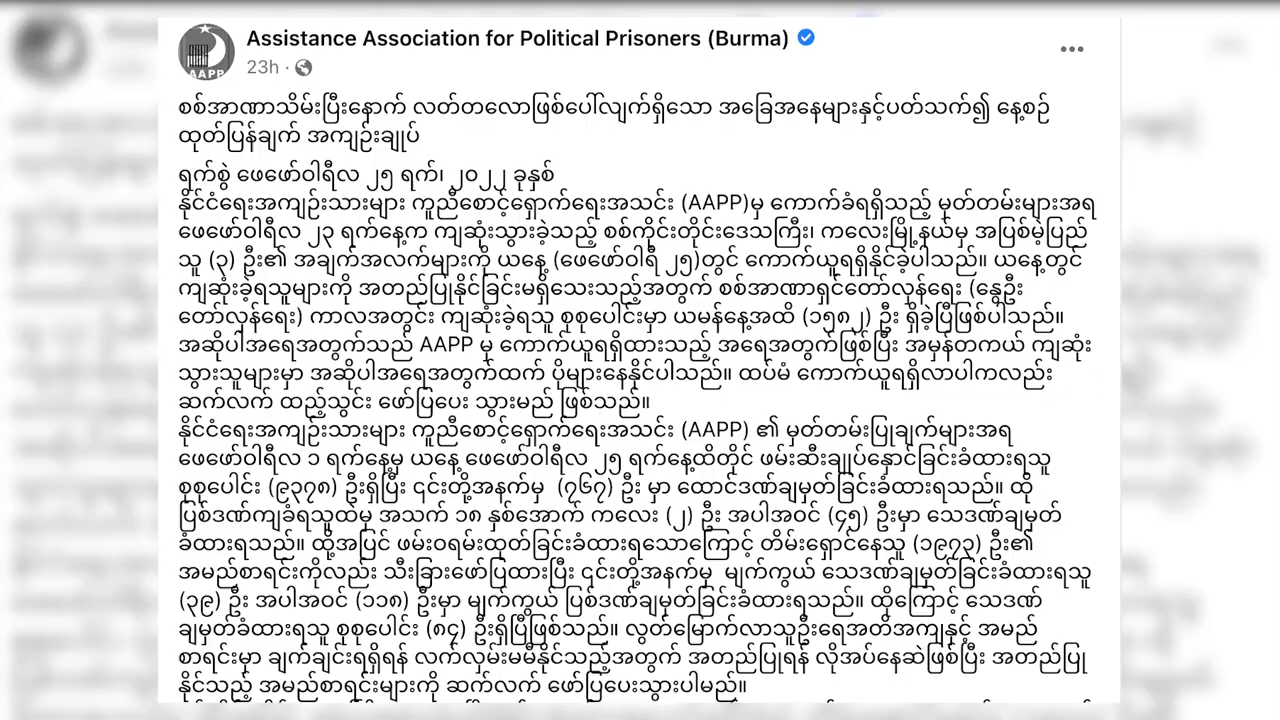 Assistance Association for Political Prisoners (Burma)
23h
AAPP
စစ်အာဏာသိမ်းပြီးနောက် လတ်တလောဖြစ်ပေါ်လျက်ရှိသော အခြေအနေများနှင့်ပတ်သက်၍ နေ့စဉ်
ထုတ်ပြန်ချက် အကျဉ်းချုပ်
ရက်စွဲ ဖေဖော်ဝါရီလ ၂၅ ရက်၊ ၂၀၂၂ ခုနှစ်
နိုင်ငံရေးအကျဉ်းသားများ ကူညီစောင့်ရှောက်ရေးအသင်း (AAPP)မှ ကောက်ခံရရှိသည့် မှတ်တမ်းများအရ
ဖေဖော်ဝါရီလ ၂၃ ရက်နေ့က ကျဆုံးသွားခဲ့သည့် စစ်ကိုင်းတိုင်းဒေသကြီး၊ ကလေးမြို့နယ်မှ အပြစ်မဲ့ပြည်
သူ (၃) ဦး၏ အချက်အလက်များကို ယနေ့ (ဖေဖော်ဝါရီ ၂၅)တွင် ကောက်ယူရရှိနိုင်ခဲ့ပါသည်။ ယနေ့တွင်
ကျဆုံးခဲ့ရသူများကို အတည်ပြုနိုင်ခြင်းမရှိသေးသည့်အတွက် စစ်အာဏာရှင်တော်လှန်ရေး (နွေဦး
တော်လှန်ရေး) ကာလအတွင်း ကျဆုံးခဲ့ရသူ စုစုပေါင်းမှာ ယမန်နေ့အထိ (၁၅၈၂) ဦး ရှိခဲ့ပြီဖြစ်ပါသည်။
အဆိုပါအရေအတွက်သည် AAPP မှ ကောက်ယူရရှိထားသည့် အရေအတွက်ဖြစ်ပြီး အမှန်တကယ် ကျဆုံး
သွားသူများမှာ အဆိုပါအရေအတွက်ထက် ပိုများနေနိုင်ပါသည်။ ထပ်မံ ကောက်ယူရရှိလာပါကလည်း
ဆက်လက် ထည့်သွင်း ဖော်ပြပေး သွားမည် ဖြစ်သည်။
နိုင်ငံရေးအကျဉ်းသားများ ကူညီစောင့်ရှောက်ရေးအသင်း (AAPP) ၏ မှတ်တမ်းပြုချက်များအရ
ဖေဖော်ဝါရီလ ၁ ရက်နေ့မှ ယနေ့ ဖေဖော်ဝါရီလ ၂၅ ရက်နေ့ထိတိုင် ဖမ်းဆီးချုပ်နှောင်ခြင်းခံထားရသူ
စုစုပေါင်း (၉၃၇၈) ဦးရှိပြီး ၎င်းတို့အနက်မှ (၇၆၇) ဦး မှာ ထောင်ဒဏ်ချမှတ်ခြင်းခံထားရသည်။ ထို
ပြစ်ဒဏ်ကျခံရသူထဲမှ အသက် ၁၈ နှစ်အောက် ကလေး (၂) ဦး အပါအဝင် (၄၅) ဦးမှာ သေဒဏ်ချမှတ်
ခံထားရသည်။ ထို့အပြင် ဖမ်းဝရမ်းထုတ်ခြင်းခံထားရသောကြောင့် တိမ်းရှောင်နေသူ (၁၉၇၃) ဦး၏
အမည်စာရင်းကိုလည်း သီးခြားဖော်ပြထားပြီး ၎င်းတို့အနက်မှ မျက်ကွယ် သေဒဏ်ချမှတ်ခြင်းခံထားရသူ
(၃၉) ဦး အပါအဝင် (၁၁၈) ဦးမှာ မျက်ကွယ် ပြစ်ဒဏ်ချမှတ်ခြင်းခံထားရသည်။ ထို့ကြောင့် သေဒဏ်
ချမှတ်ခံထားရသူ စုစုပေါင်း (၈၄) ဦးရှိပြီဖြစ်သည်။ လွတ်မြောက်လာသူဦးရေအတိအကျနှင့် အမည်
စာရင်းမှာ ချက်ချင်းရရှိရန် လက်လှမ်းမမီနိုင်သည့်အတွက် အတည်ပြုရန် လိုအပ်နေဆဲဖြစ်ပြီး အတည်ပြု
နိုင်သည့် အမည်စာရင်းများကို ဆက်လက် ဖော်ပြပေးသွားပါမည်။